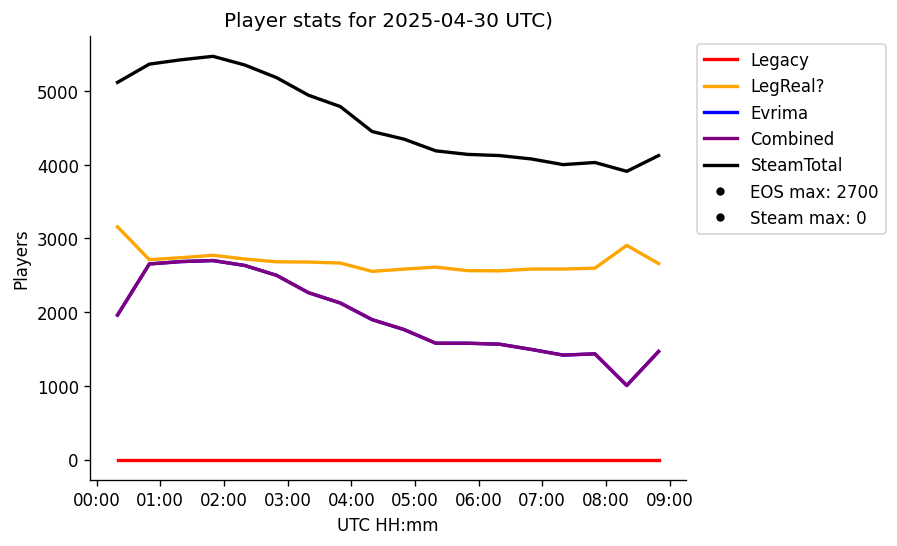 Player stats for 2025-04-30 UTC)
Legacy
LegReal?
Evrima
Combined
SteamTotal
EOS max: 2700
Steam max: 0
Players
5000
4000
3000
2000
1000
0
00:00 01:00 02:00 03:00 04:00 05:00 06:00 07:00 08:00 09:00
UTC HH:mm